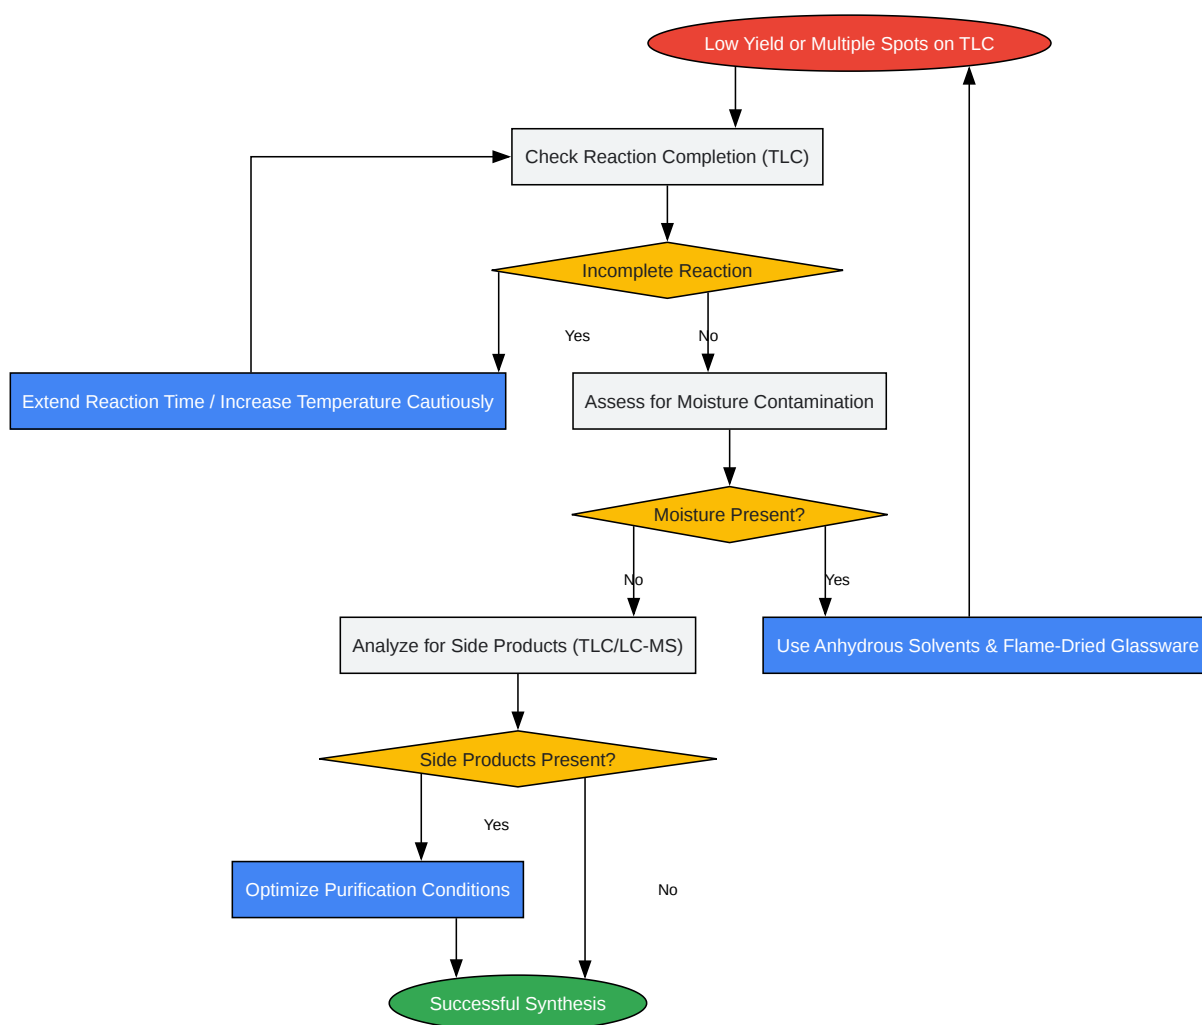 Low Yield or Multiple Spots on TLC
Check Reaction Completion (TLC)
Incomplete Reaction
Yes
No
Extend Reaction Time / Increase Temperature Cautiously
Assess for Moisture Contamination
Moisture Present?
No
Yes
Analyze for Side Products (TLC/LC-MS)
Use Anhydrous Solvents & Flame-Dried Glassware
Side Products Present?
Yes
Optimize Purification Conditions
No
Successful Synthesis